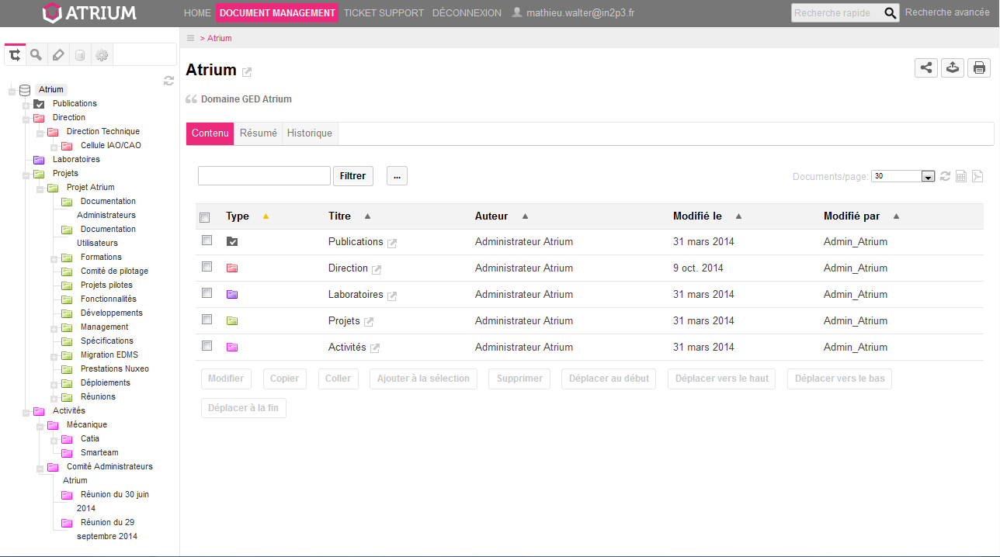 ATRIUM HOME DOCUMENT MANAGEMENT TICKET SUPPORT DÉCONNEXION mathieu.walter@in2p3.fr Recherche rapide Recherche avancée
> Atrium
Atrium
Domaine GED Atrium
Contenu Résumé Historique
Filtrer ... Documents/page: 30
Type Titre Auteur Modifié le Modifié par
Publications Administrateur Atrium 31 mars 2014 Admin_Atrium
Direction Administrateur Atrium 9 oct. 2014 Admin_Atrium
Laboratoires Administrateur Atrium 31 mars 2014 Admin_Atrium
Projets Administrateur Atrium 31 mars 2014 Admin_Atrium
Activités Administrateur Atrium 31 mars 2014 Admin_Atrium
Modifier Copier Coller Ajouter à la sélection Supprimer Déplacer au début Déplacer vers le haut Déplacer vers le bas
Déplacer à la fin
Atrium
Publications
Direction
Direction Technique
Cellule IAO/CAO
Laboratoires
Projets
Projet Atrium
Documentation
Administrateurs
Documentation
Utilisateurs
Formations
Comité de pilotage
Projets pilotes
Fonctionnalités
Développements
Management
Spécifications
Migration EDMS
Prestations Nuxeo
Déploiements
Réunions
Activités
Mécanique
Catia
Smarteam
Comité Administrateurs
Atrium
Réunion du 30 juin
2014
Réunion du 29
septembre 2014